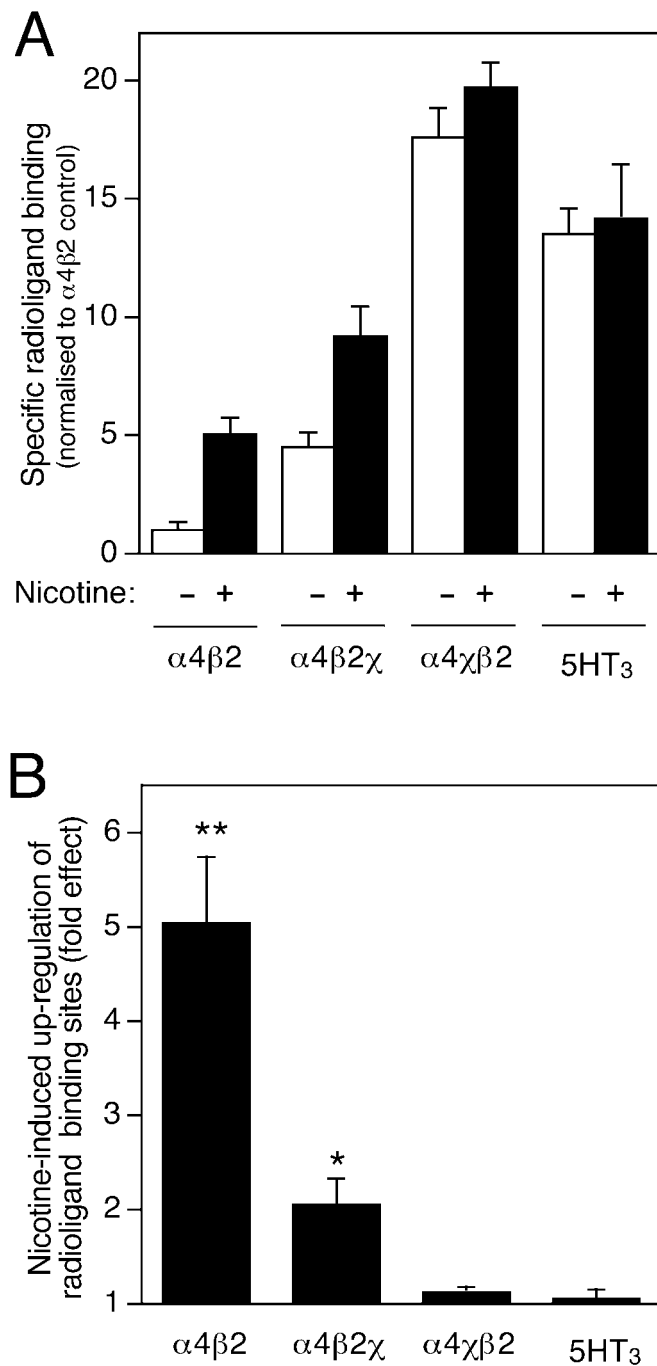 A
Specific radioligand binding
(normalised to α4β2 control)
20
15
10
5
0
Nicotine: – + – + – + – +
α4β2 α4β2χ α4χβ2 5HT₃
B
Nicotine-induced up-regulation of
radioligand binding sites (fold effect)
6
5
4
3
2
1
**
*
α4β2 α4β2χ α4χβ2 5HT₃